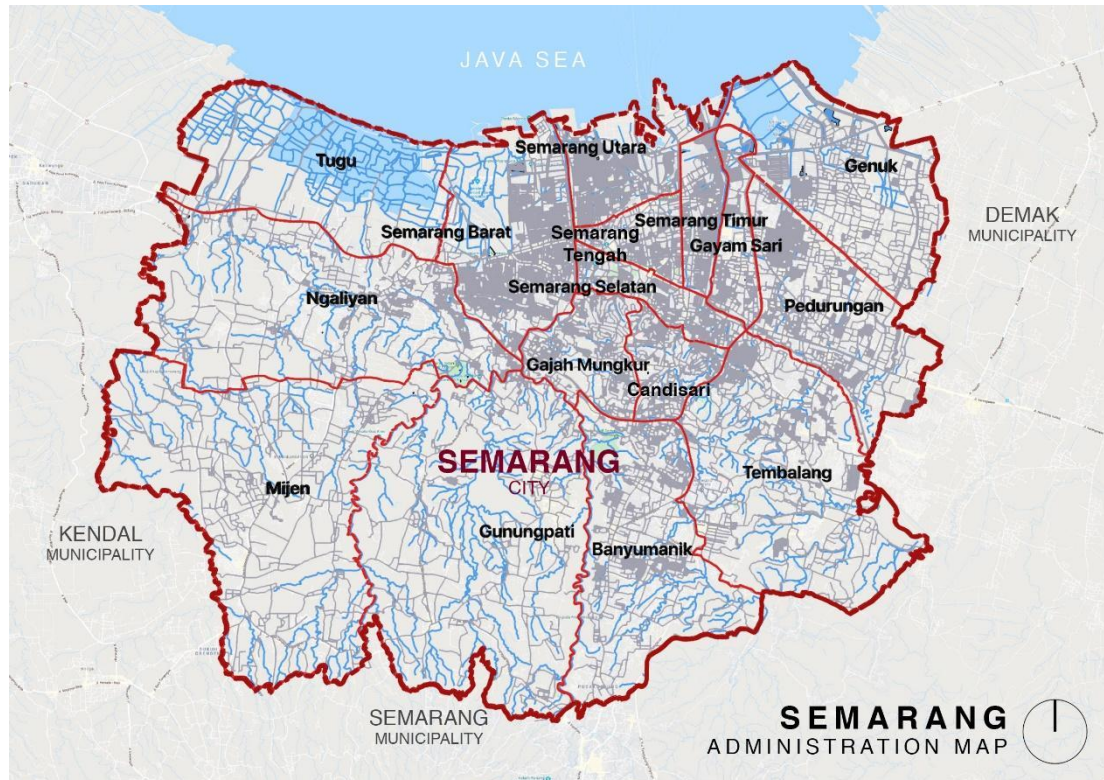 JAVA SEA
Semarang Utara
Tugu
Genuk
Semarang Timur
DEMAK
MUNICIPALITY
Semarang Barat
Semarang
Tengah
Gayam Sari
Semarang Selatan
Ngaliyan
Pedurungan
Gajah Mungkur
Candisari
SEMARANG
CITY
Tembalang
Mijen
KENDAL
MUNICIPALITY
Gunungpati
Banyumanik
SEMARANG
MUNICIPALITY
SEMARANG
ADMINISTRATION MAP